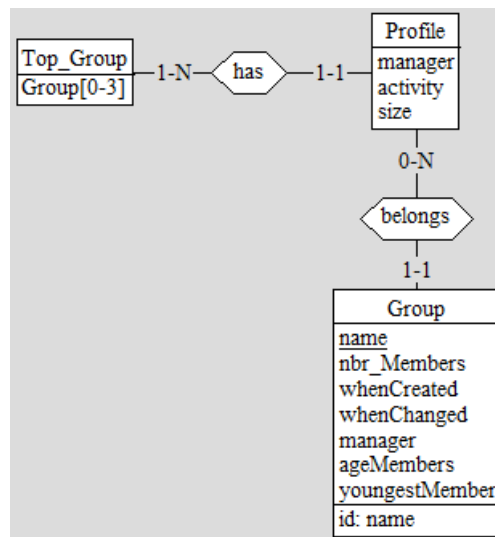 Top_Group
Group[0-3]
1-N
has
1-1
Profile
manager
activity
size
0-N
belongs
1-1
Group
name
nbr_Members
whenCreated
whenChanged
manager
ageMembers
youngestMember
id: name